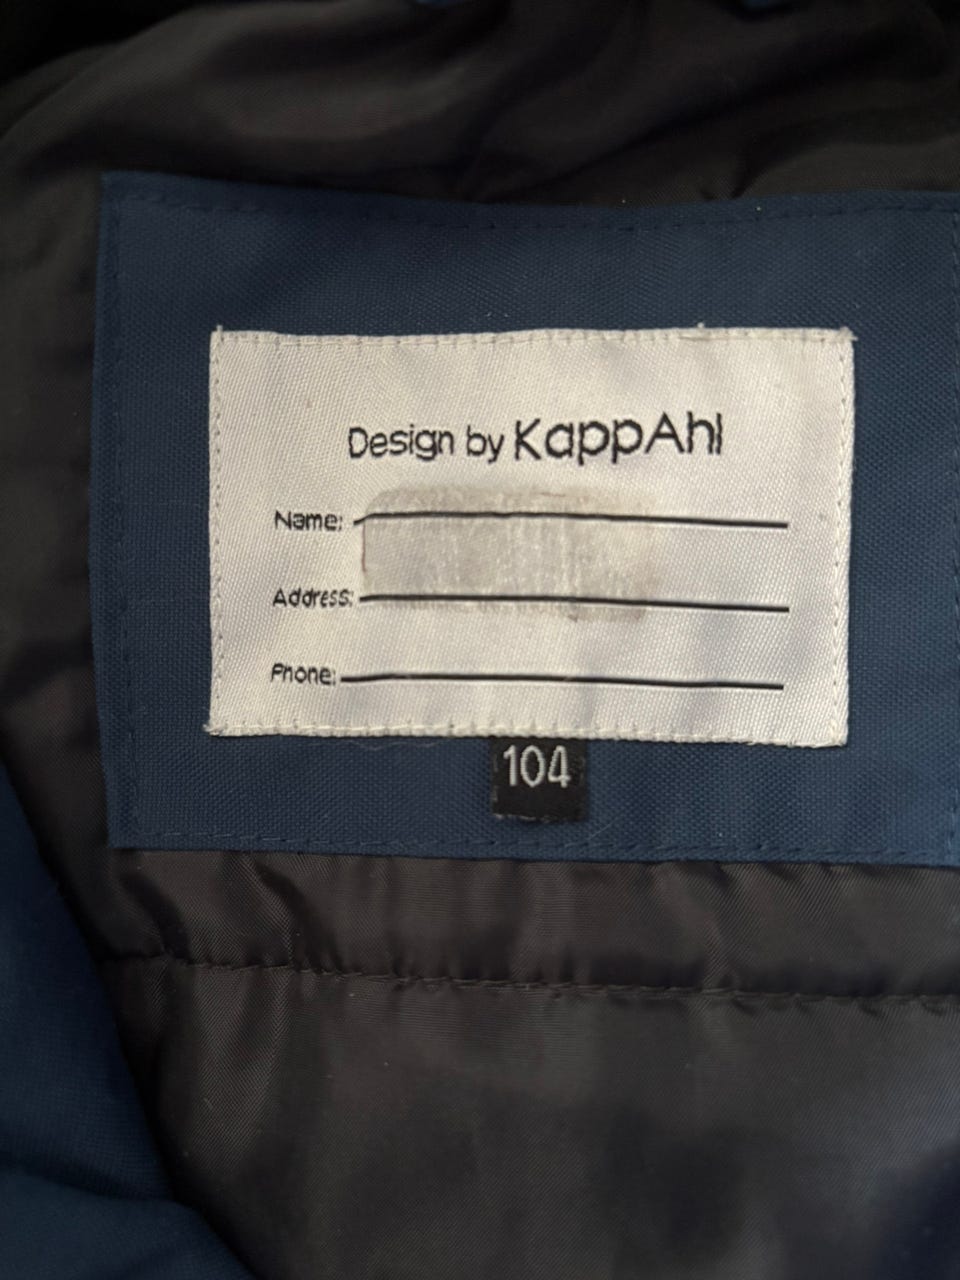 Design by KappAhl
Name:
Address:
Phone:
104